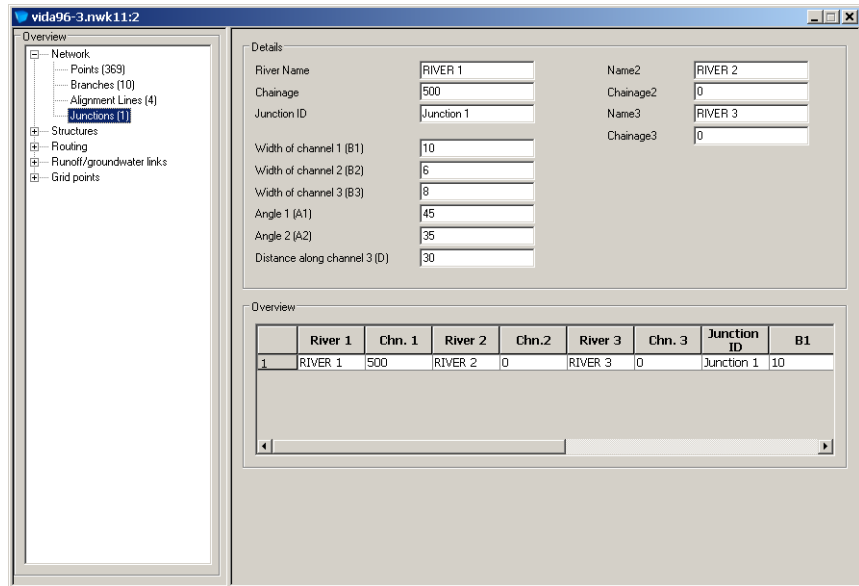 vida96-3.nwk11:2
Overview
Network
Points (369)
Branches (10)
Alignment Lines (4)
Junctions (1)
Structures
Routing
Runoff/groundwater links
Grid points
Details
River Name RIVER 1 Name2 RIVER 2
Chainage 500 Chainage2 0
Junction ID Junction 1 Name3 RIVER 3
Chainage3 0
Width of channel 1 (B1) 10
Width of channel 2 (B2) 6
Width of channel 3 (B3) 8
Angle 1 (A1) 45
Angle 2 (A2) 35
Distance along channel 3 (D) 30
Overview
River 1 Chn. 1 River 2 Chn.2 River 3 Chn. 3 Junction ID B1
1 RIVER 1 500 RIVER 2 0 RIVER 3 0 Junction 1 10